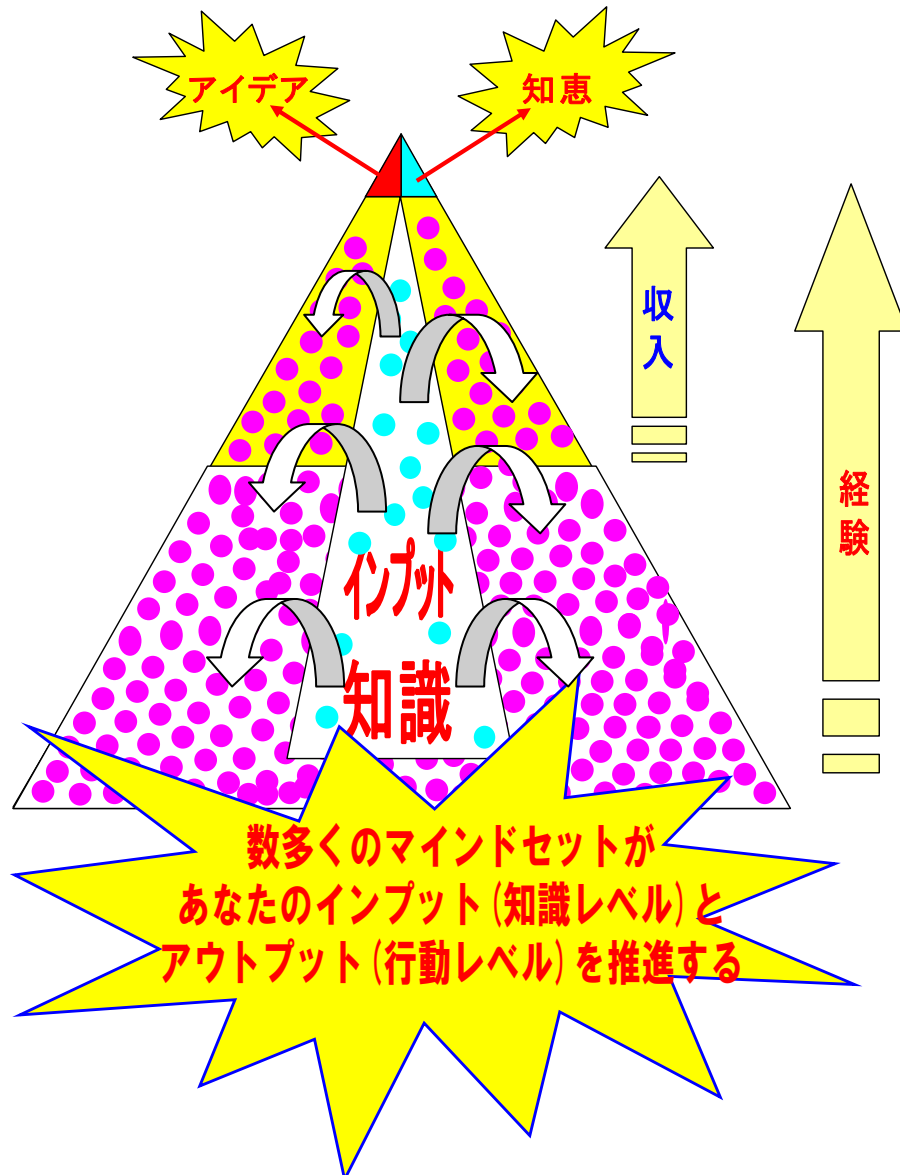 アイデア
知恵
収入
経験
インプット
知識
数多くのマインドセットが
あなたのインプット(知識レベル)と
アウトプット(行動レベル)を推進する